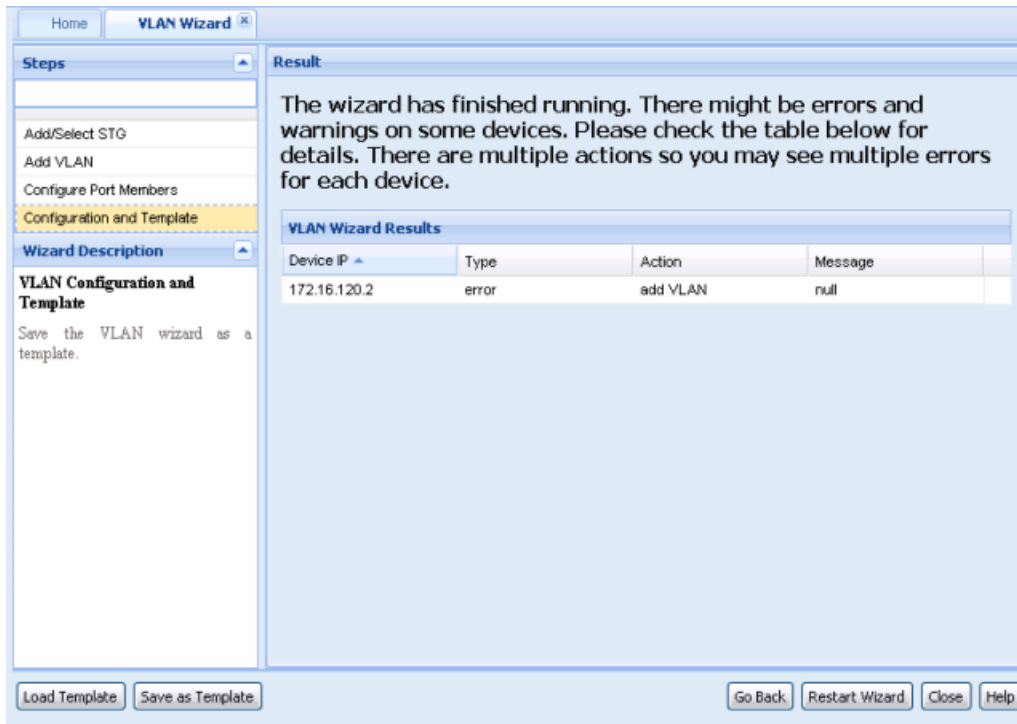 Home
VLAN Wizard
Steps
Add/Select STG
Add VLAN
Configure Port Members
Configuration and Template
Wizard Description
VLAN Configuration and
Template
Save the VLAN wizard as a
template.
Result
The wizard has finished running. There might be errors and
warnings on some devices. Please check the table below for
details. There are multiple actions so you may see multiple errors
for each device.
VLAN Wizard Results
Device IP Type Action Message
172.16.120.2 error add VLAN null
Load Template Save as Template Go Back Restart Wizard Close Help